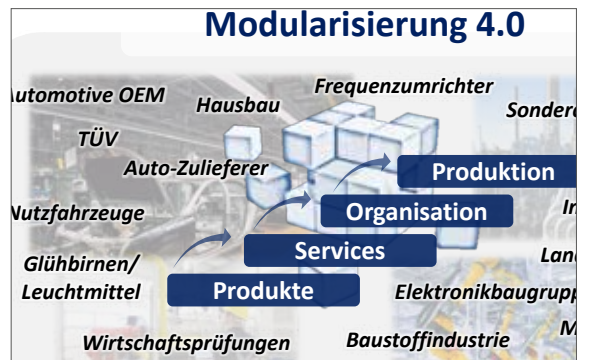 Modularisierung 4.0
Automotive OEM
Hausbau
Frequenzumrichter
TÜV
Auto-Zulieferer
Produktion
Nutzfahrzeuge
Organisation
Services
Glühbirnen/
Leuchtmittel
Produkte
Wirtschaftsprüfungen
Baustoffindustrie